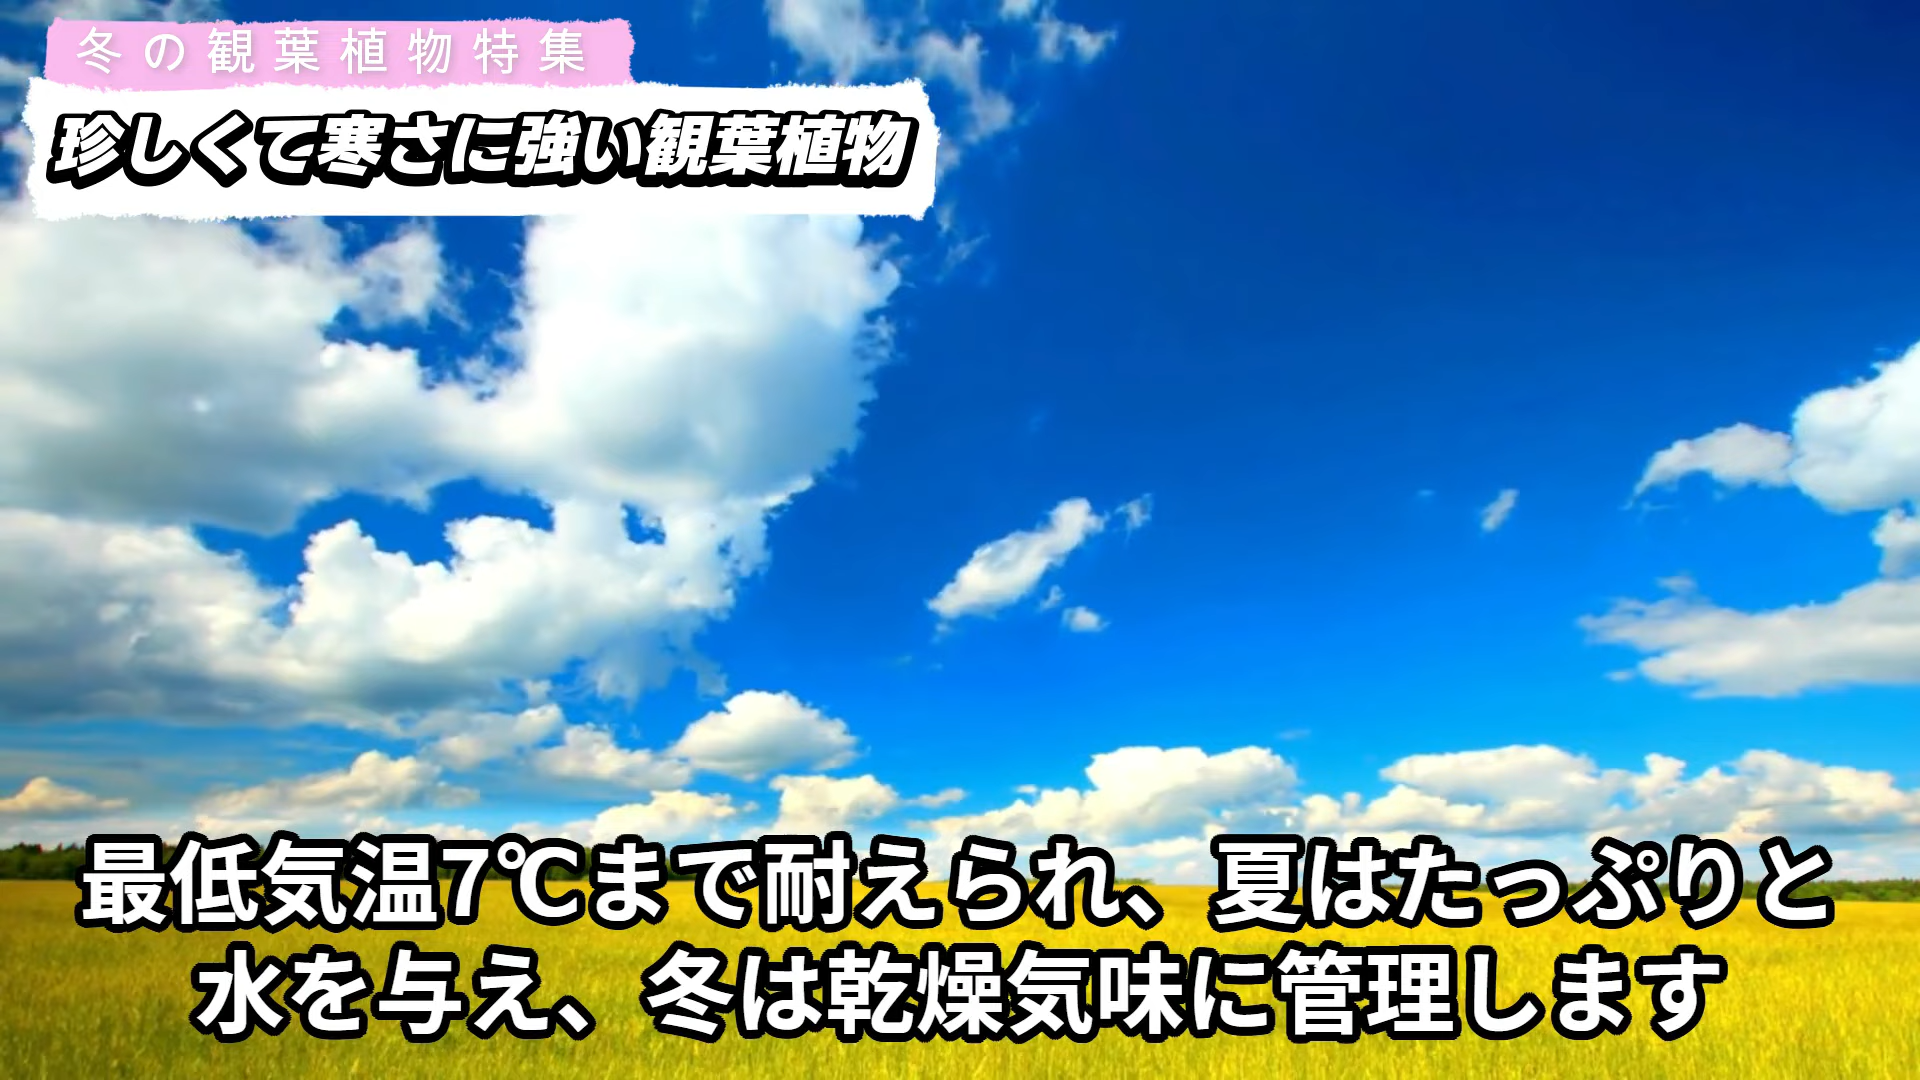 冬の観葉植物特集
珍しくて寒さに強い観葉植物
最低気温7℃まで耐えられ、夏はたっぷりと
水を与え、冬は乾燥気味に管理します